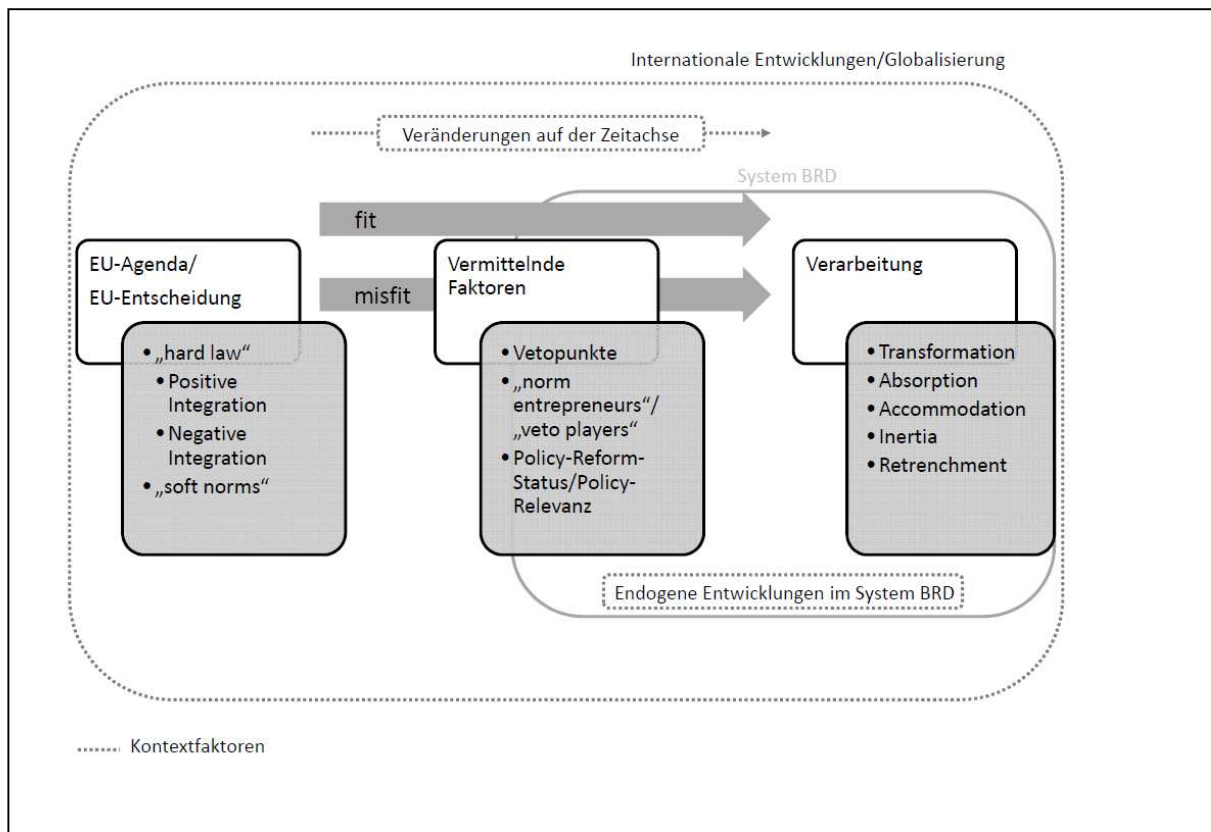 Internationale Entwicklungen/Globalisierung
Veränderungen auf der Zeitachse
System BRD
fit
EU-Agenda/
EU-Entscheidung
misfit
Vermittelnde
Faktoren
Verarbeitung
• „hard law“
• Positive
Integration
• Negative
Integration
• „soft norms“
• Vetopunkte
• „norm
entrepreneurs“/
„veto players“
• Policy-Reform-
Status/Policy-
Relevanz
• Transformation
• Absorption
• Accommodation
• Inertia
• Retrenchment
Endogene Entwicklungen im System BRD
Kontextfaktoren